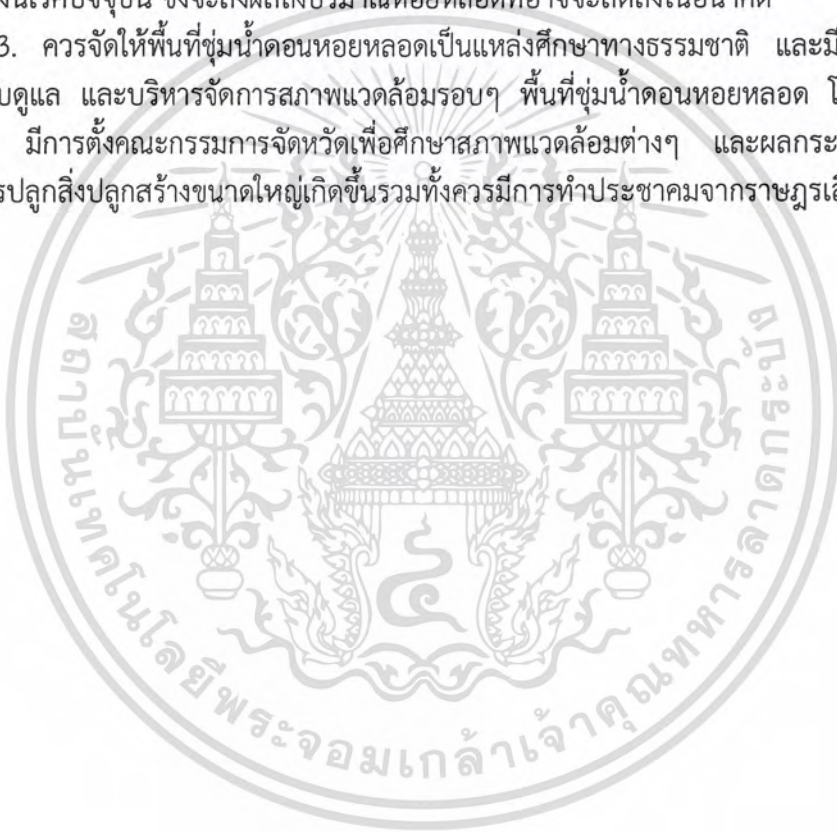 3. ควรจัดให้พื้นที่ชุ่มน้ำดอนหอยหลอดเป็นแหล่งศึกษาทางธรรมชาติ และมี
บดูแล และบริหารจัดการสภาพแวดล้อมรอบๆ พื้นที่ชุ่มน้ำดอนหอยหลอด โ
มีการตั้งคณะกรรมการจัดหวัดเพื่อศึกษาสภาพแวดล้อมต่างๆ และผลกระ
รปลูกสิ่งปลูกสร้างขนาดใหญ่เกิดขึ้นรวมทั้งควรมีการทำประชาคมจากราษฎรเสี
สถาบันเทคโนโลยีพระจอมเกล้าเจ้าคุณทหารลาดกระบัง